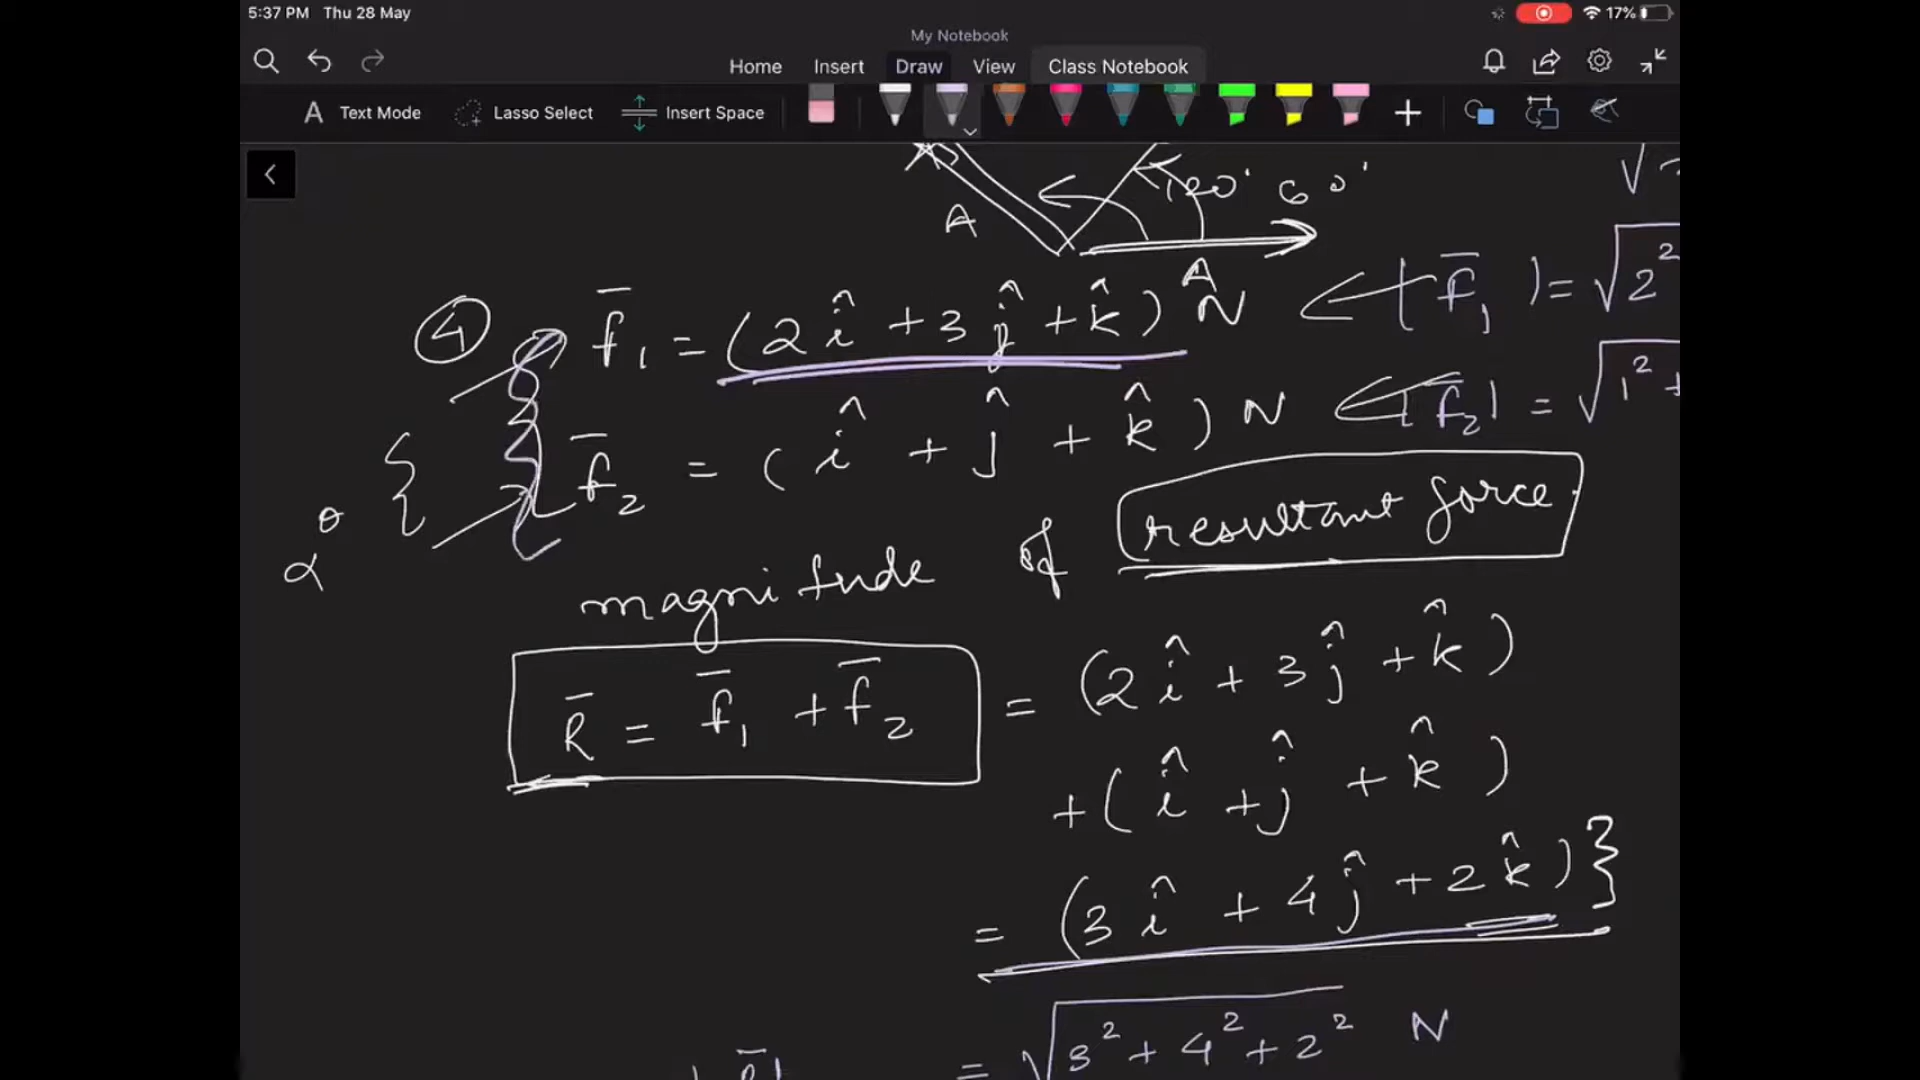 5:37 PM Thu 28 May
17%
My Notebook
Home Insert Draw View Class Notebook
A Text Mode Lasso Select Insert Space
A 120° 60°
A
④ f̄₁ = (2î + 3ĵ + k̂) N |f̄₁| = √2²
f̄₂ = (î + ĵ + k̂) N |f̄₂| = √1² +
θ
α
magnitude of resultant force
R̄ = f̄₁ + f̄₂ = (2î + 3ĵ + k̂)
+ (î + ĵ + k̂)
= (3î + 4ĵ + 2k̂)}
= √3² + 4² + 2² N